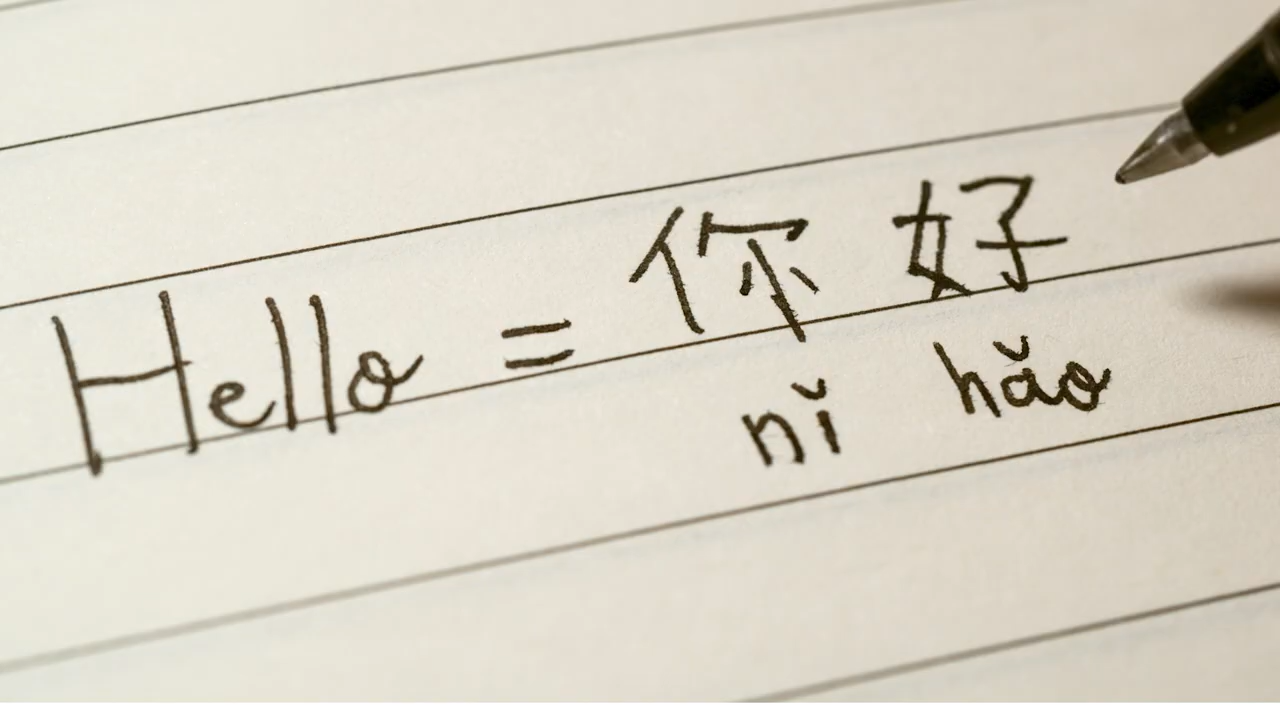 Hello = 你 好
nǐ hǎo